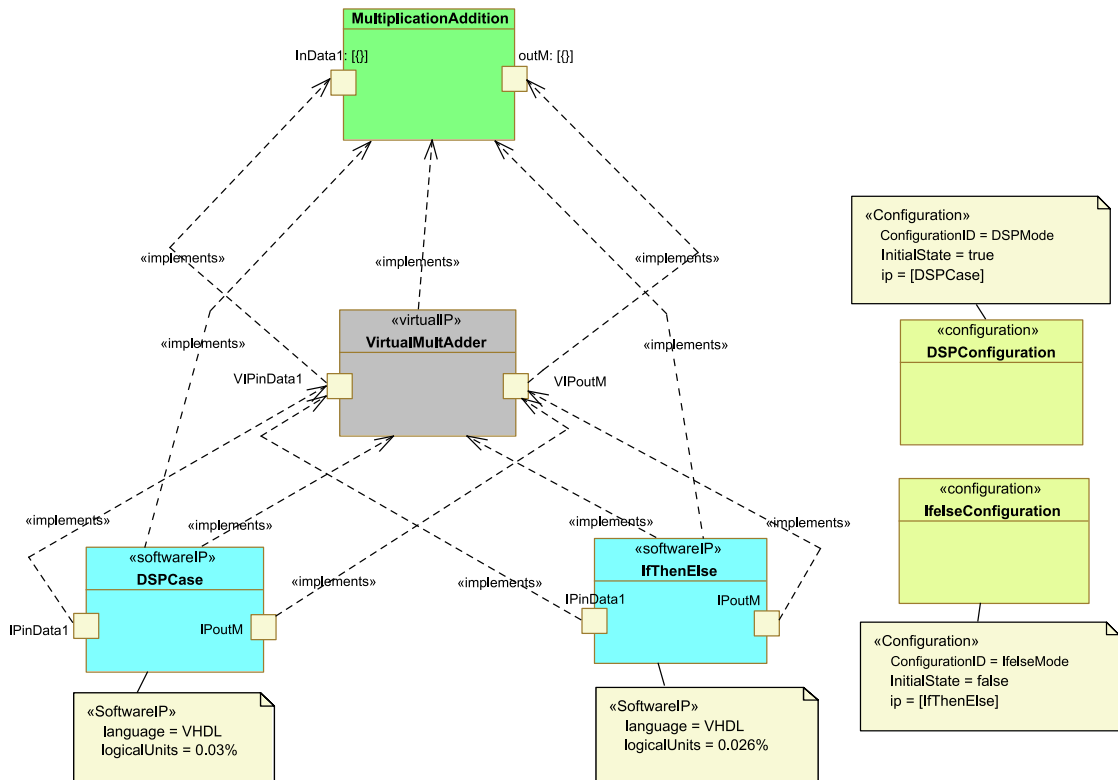 MultiplicationAddition
InData1: [{}]
outM: [{}]
«Configuration»
ConfigurationID = DSPMode
InitialState = true
ip = [DSPCase]
«implements»
«implements»
«implements»
«virtualIP»
VirtualMultAdder
«implements»
«implements»
VIPinData1
VIPoutM
«configuration»
DSPConfiguration
«configuration»
IfelseConfiguration
«implements»
«implements»
«implements»
«implements»
«implements»
«implements»
«softwareIP»
DSPCase
IPinData1
IPoutM
«softwareIP»
IfThenElse
IPinData1
IPoutM
«Configuration»
ConfigurationID = IfelseMode
InitialState = false
ip = [IfThenElse]
«SoftwareIP»
language = VHDL
logicalUnits = 0.03%
«SoftwareIP»
language = VHDL
logicalUnits = 0.026%